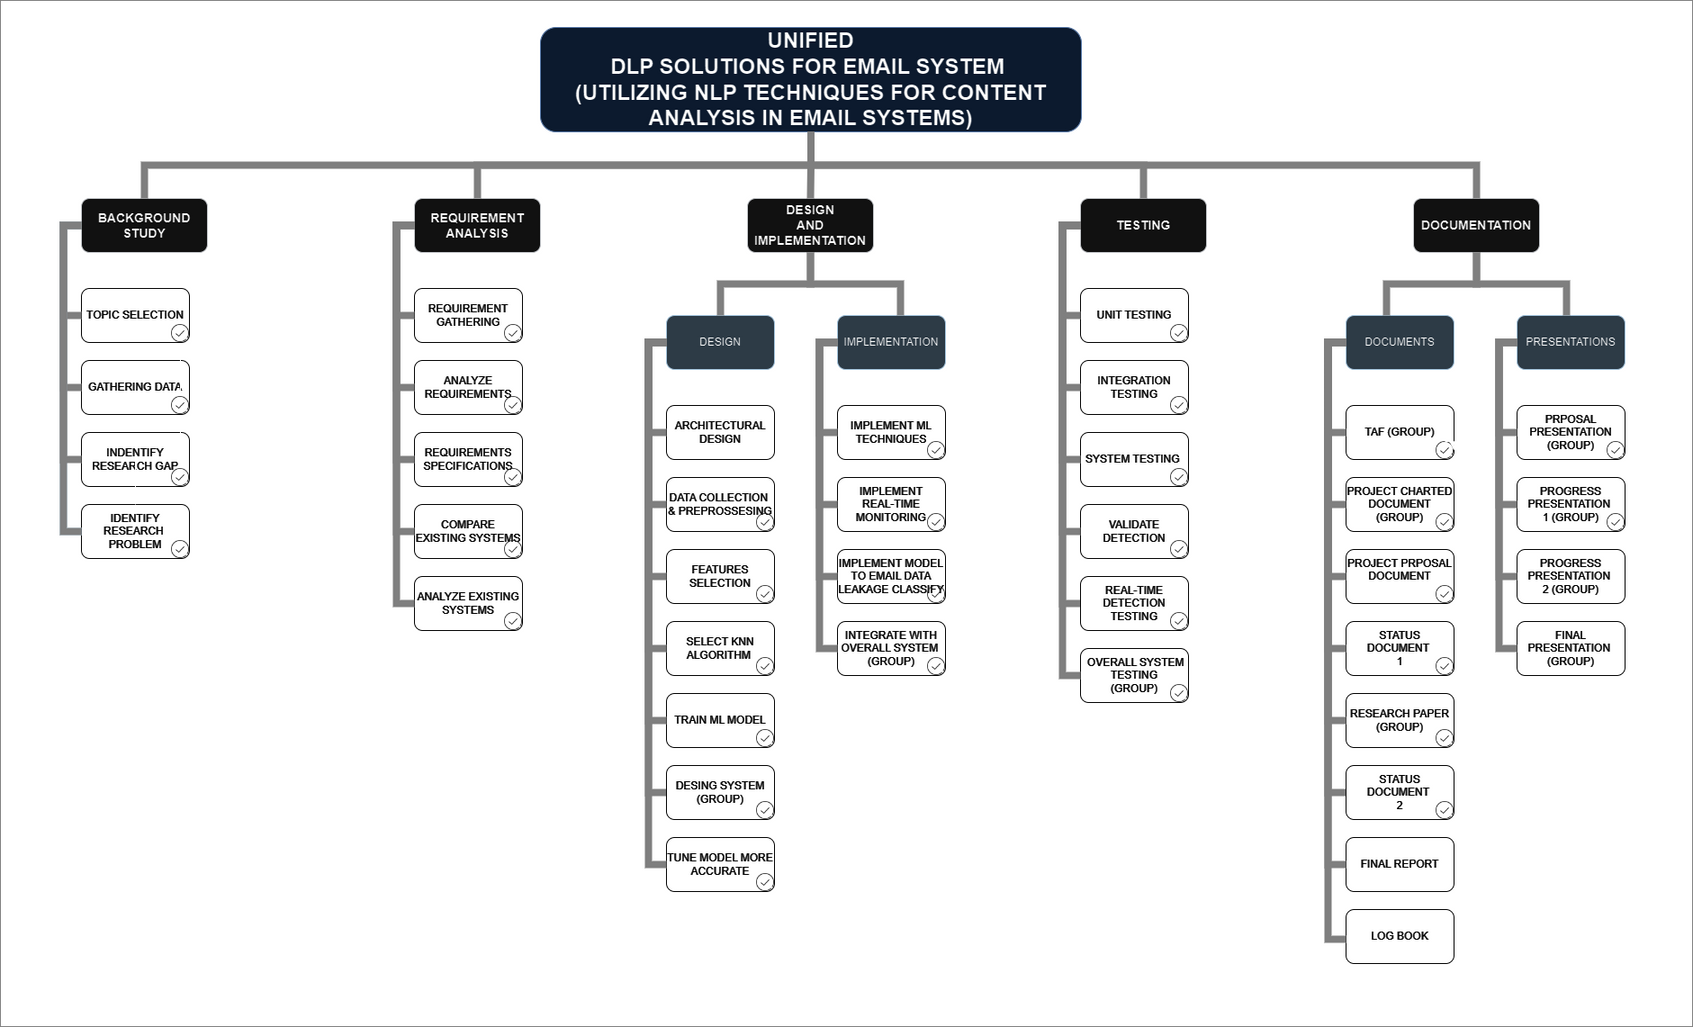 UNIFIED
DLP SOLUTIONS FOR EMAIL SYSTEM
(UTILIZING NLP TECHNIQUES FOR CONTENT
ANALYSIS IN EMAIL SYSTEMS)
BACKGROUND
STUDY
TOPIC SELECTION
GATHERING DATA
INDENTIFY
RESEARCH GAP
IDENTIFY
RESEARCH
PROBLEM
REQUIREMENT
ANALYSIS
REQUIREMENT
GATHERING
ANALYZE
REQUIREMENTS
REQUIREMENTS
SPECIFICATIONS
COMPARE
EXISTING SYSTEMS
ANALYZE EXISTING
SYSTEMS
DESIGN
AND
IMPLEMENTATION
DESIGN
ARCHITECTURAL
DESIGN
DATA COLLECTION
& PREPROSSESING
FEATURES
SELECTION
SELECT KNN
ALGORITHM
TRAIN ML MODEL
DESING SYSTEM
(GROUP)
TUNE MODEL MORE
ACCURATE
IMPLEMENTATION
IMPLEMENT ML
TECHNIQUES
IMPLEMENT
REAL-TIME
MONITORING
IMPLEMENT MODEL
TO EMAIL DATA
LEAKAGE CLASSIFY
INTEGRATE WITH
OVERALL SYSTEM
(GROUP)
TESTING
UNIT TESTING
INTEGRATION
TESTING
SYSTEM TESTING
VALIDATE
DETECTION
REAL-TIME
DETECTION
TESTING
OVERALL SYSTEM
TESTING
(GROUP)
DOCUMENTATION
DOCUMENTS
TAF (GROUP)
PROJECT CHARTED
DOCUMENT
(GROUP)
PROJECT PRPOSAL
DOCUMENT
STATUS
DOCUMENT
1
RESEARCH PAPER
(GROUP)
STATUS
DOCUMENT
2
FINAL REPORT
LOG BOOK
PRESENTATIONS
PRPOSAL
PRESENTATION
(GROUP)
PROGRESS
PRESENTATION
1 (GROUP)
PROGRESS
PRESENTATION
2 (GROUP)
FINAL
PRESENTATION
(GROUP)